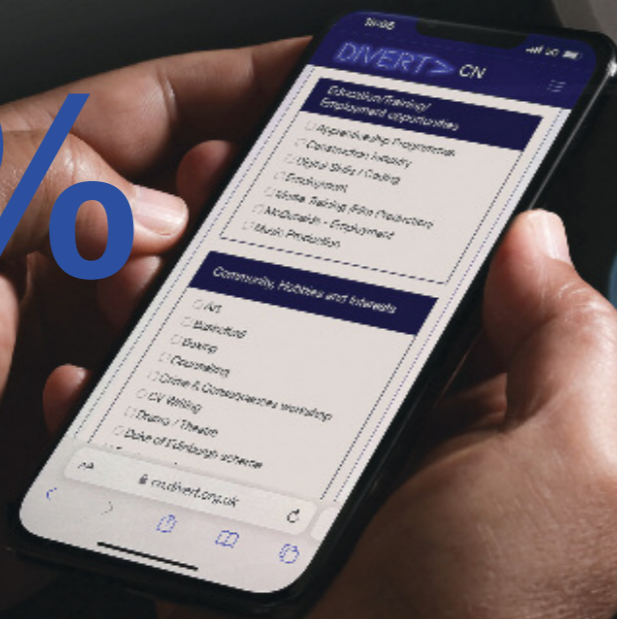 %
DIVERT> CN
Education/Training/
Employment opportunities
Apprenticeship Programmes
Construction Industry
Digital Skills / Coding
Employment
Media Training (Film Production)
McDonalds - Employment
Music Production
Community, Hobbies and Interests
Art
Boxing
Counselling
Crime & Consequences workshop
CV Writing
Drama / Theatre
Duke of Edinburgh scheme
AA
cn.divert.org.uk